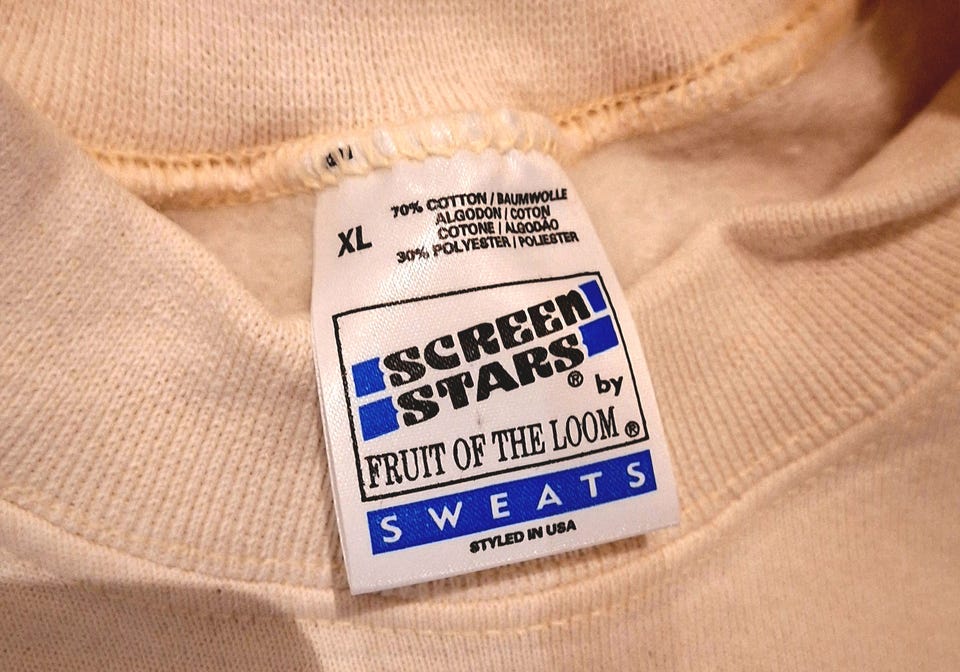 XL
70% COTTON / BAUMWOLLE
ALGODON / COTON
COTONE / ALGODÃO
30% POLYESTER / POLIESTER
SCREEN
STARS® by
FRUIT OF THE LOOM®
SWEATS
STYLED IN USA